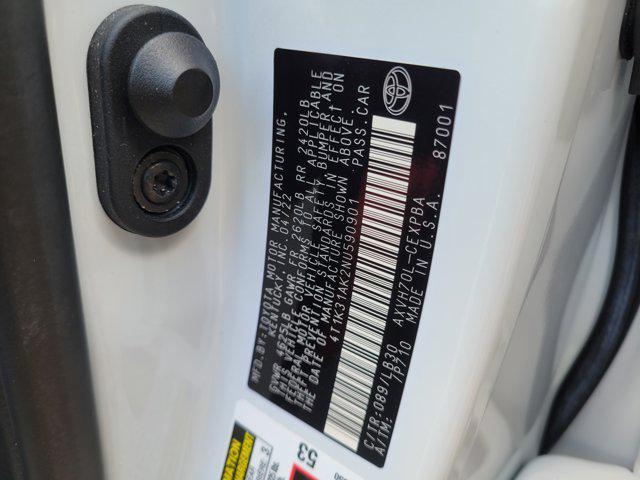 MFD.BY:TOYOTA MOTOR MANUFACTURING,
KENTUCKY, INC. 04/22
GVWR 4625LB GAWR FR 2620LB RR 2420LB
THIS VEHICLE CONFORMS TO ALL APPLICABLE
FEDERAL MOTOR VEHICLE SAFETY, BUMPER AND
THEFT PREVENTION STANDARDS IN EFFECT ON
THE DATE OF MANUFACTURE SHOWN ABOVE.
4T1K31AK2NU590901 PASS.CAR
C/TR:089/LB30 AXVH70L-CEXPBA
A/TM: /P710 MADE IN U.S.A. 87001
53